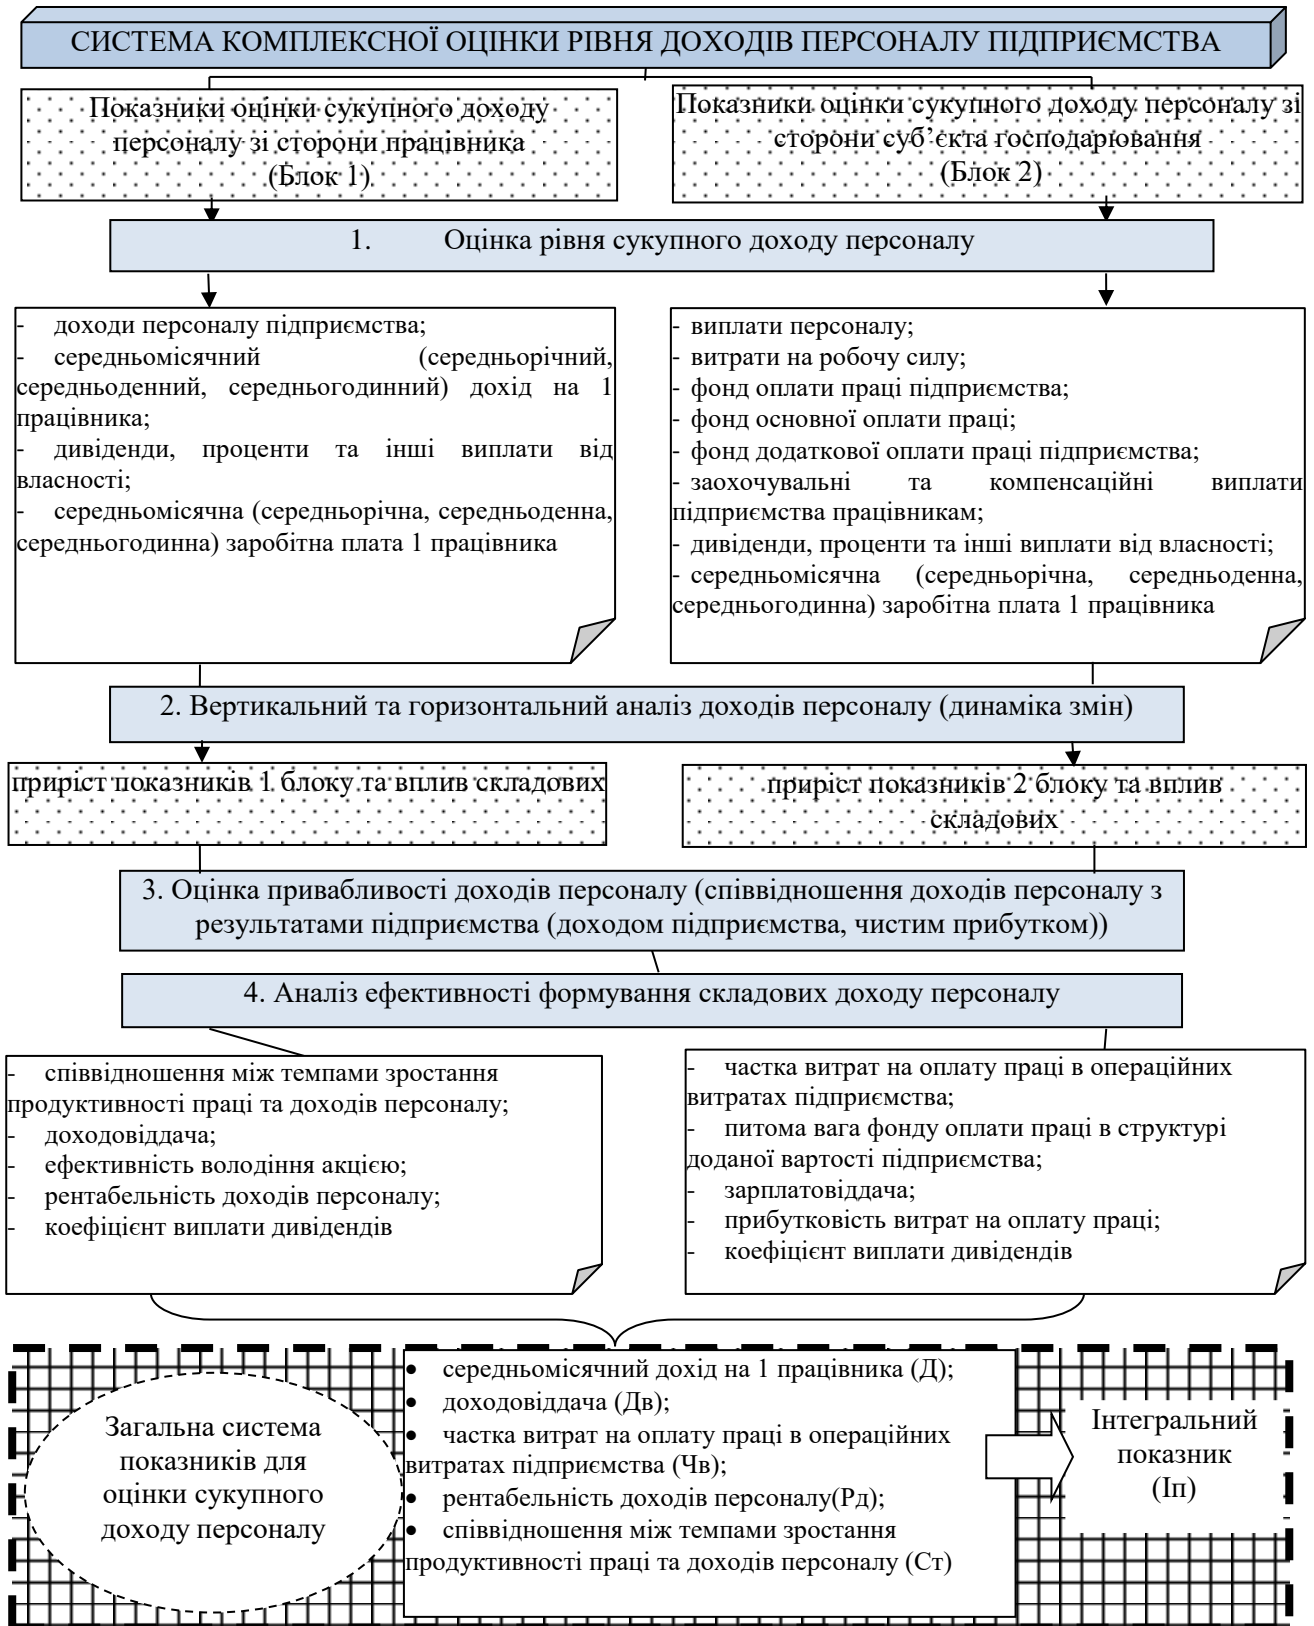 СИСТЕМА КОМПЛЕКСНОЇ ОЦІНКИ РІВНЯ ДОХОДІВ ПЕРСОНАЛУ ПІДПРИЄМСТВА
Показники оцінки сукупного доходу
персоналу зі сторони працівника
(Блок 1)
Показники оцінки сукупного доходу персоналу зі
сторони суб’єкта господарювання
(Блок 2)
1. Оцінка рівня сукупного доходу персоналу
- доходи персоналу підприємства;
- середньомісячний (середньорічний,
середньоденний, середньогодинний) дохід на 1
працівника;
- дивіденди, проценти та інші виплати від
власності;
- середньомісячна (середньорічна, середньоденна,
середньогодинна) заробітна плата 1 працівника
- виплати персоналу;
- витрати на робочу силу;
- фонд оплати праці підприємства;
- фонд основної оплати праці;
- фонд додаткової оплати праці підприємства;
- заохочувальні та компенсаційні виплати
підприємства працівникам;
- дивіденди, проценти та інші виплати від власності;
- середньомісячна (середньорічна, середньоденна,
середньогодинна) заробітна плата 1 працівника
2. Вертикальний та горизонтальний аналіз доходів персоналу (динаміка змін)
приріст показників 1 блоку та вплив складових
приріст показників 2 блоку та вплив
складових
3. Оцінка привабливості доходів персоналу (співвідношення доходів персоналу з
результатами підприємства (доходом підприємства, чистим прибутком))
4. Аналіз ефективності формування складових доходу персоналу
- співвідношення між темпами зростання
продуктивності праці та доходів персоналу;
- доходовіддача;
- ефективність володіння акцією;
- рентабельність доходів персоналу;
- коефіцієнт виплати дивідендів
- частка витрат на оплату праці в операційних
витратах підприємства;
- питома вага фонду оплати праці в структурі
доданої вартості підприємства;
- зарплатовіддача;
- прибутковість витрат на оплату праці;
- коефіцієнт виплати дивідендів
Загальна система
показників для
оцінки сукупного
доходу персоналу
• середньомісячний дохід на 1 працівника (Д);
• доходовіддача (Дв);
• частка витрат на оплату праці в операційних
витратах підприємства (Чв);
• рентабельність доходів персоналу(Рд);
• співвідношення між темпами зростання
продуктивності праці та доходів персоналу (Ст)
Інтегральний
показник
(Іп)